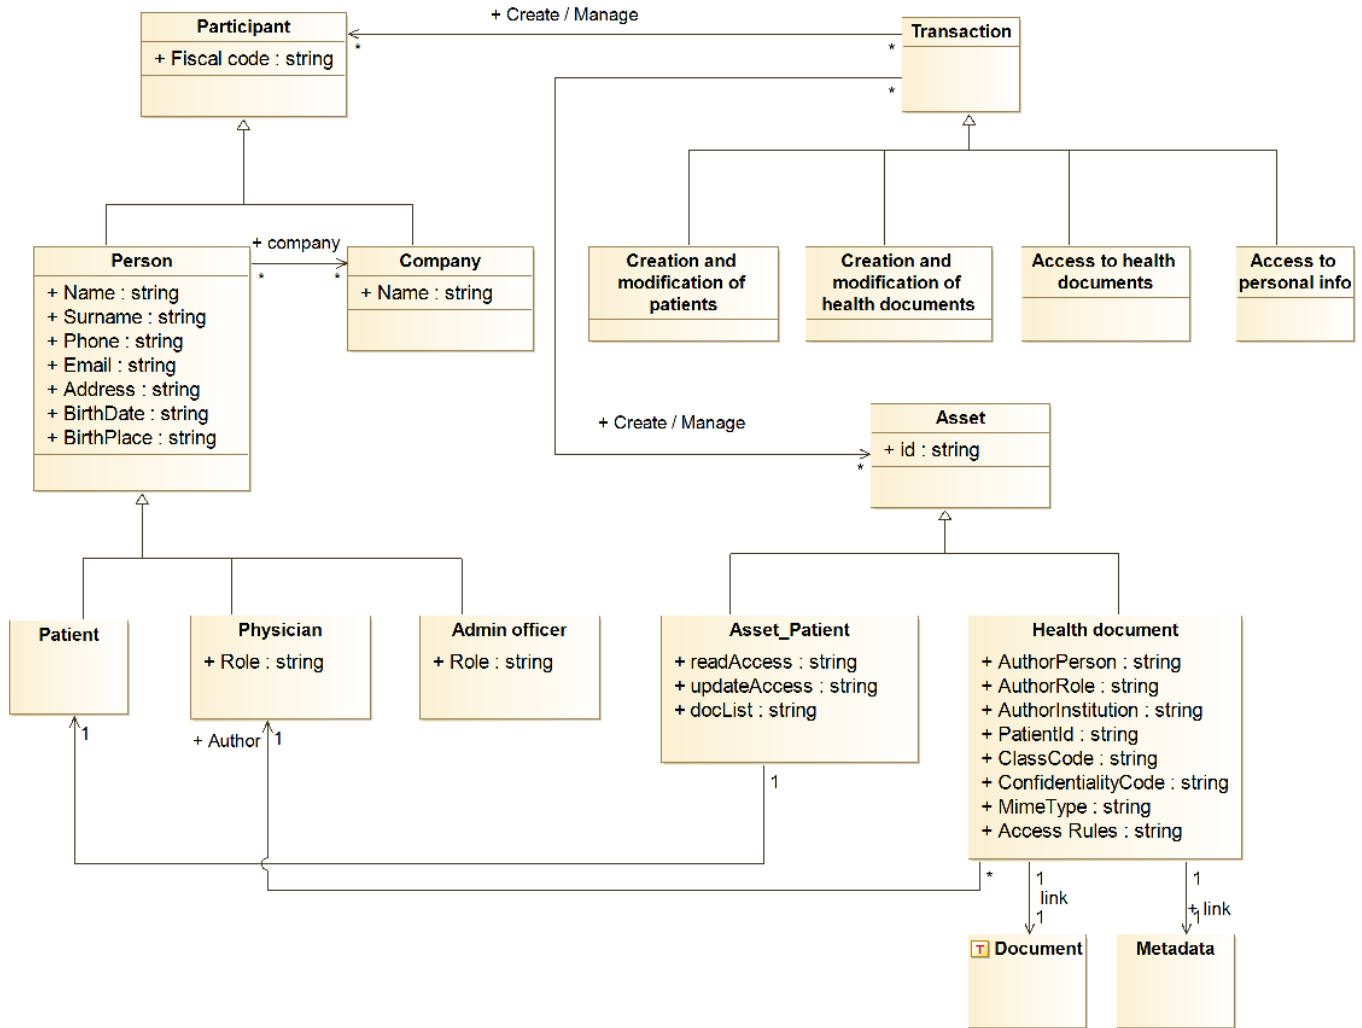 Participant
+ Fiscal code : string
+ Create / Manage
*
*
*
Transaction
Person
+ Name : string
+ Surname : string
+ Phone : string
+ Email : string
+ Address : string
+ BirthDate : string
+ BirthPlace : string
+ company
*
*
Company
+ Name : string
Creation and
modification of
patients
Creation and
modification of
health documents
Access to health
documents
Access to
personal info
+ Create / Manage
*
Asset
+ id : string
Patient
1
Physician
+ Role : string
+ Author
1
Admin officer
+ Role : string
Asset_Patient
+ readAccess : string
+ updateAccess : string
+ docList : string
1
Health document
+ AuthorPerson : string
+ AuthorRole : string
+ AuthorInstitution : string
+ PatientId : string
+ ClassCode : string
+ ConfidentialityCode : string
+ MimeType : string
+ Access Rules : string
*
1
link
1
1
+ link
1
T Document
Metadada